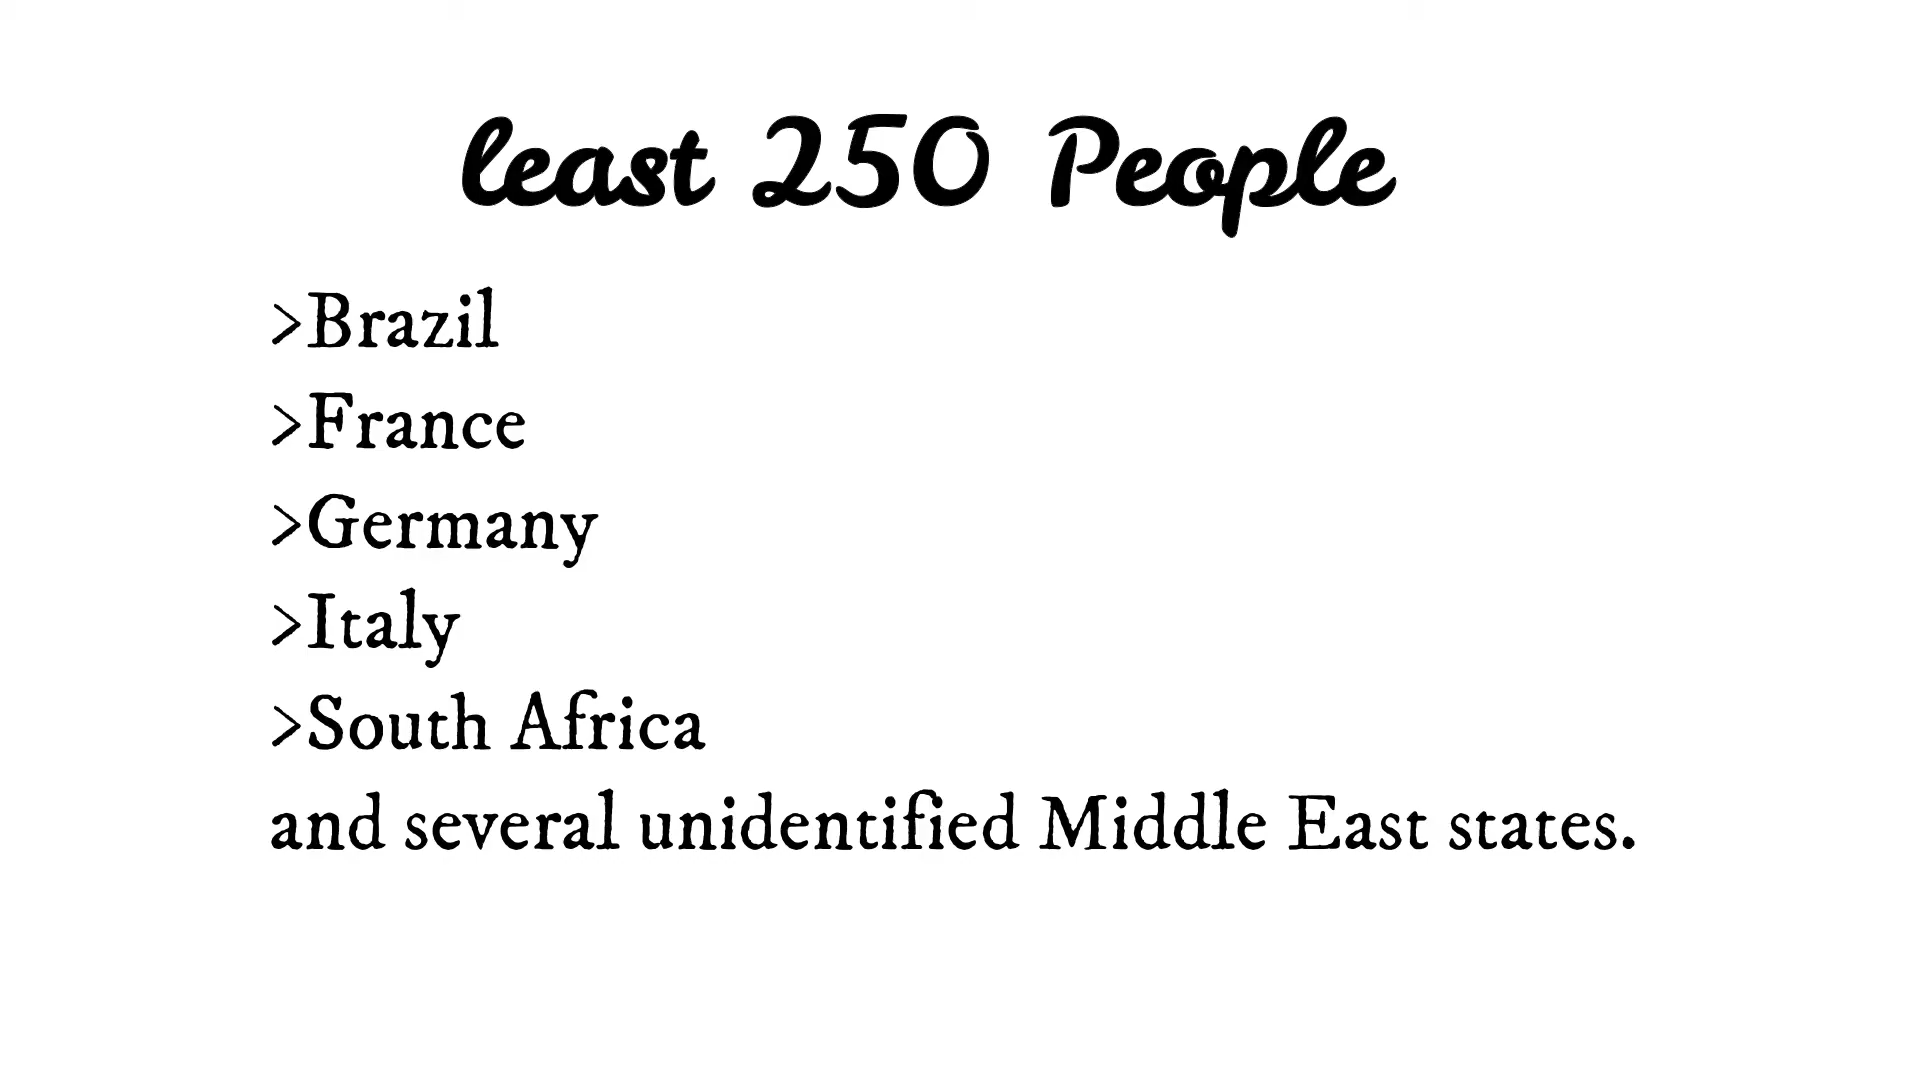 least 250 People
>Brazil
>France
>Germany
>Italy
>South Africa
and several unidentified Middle East states.